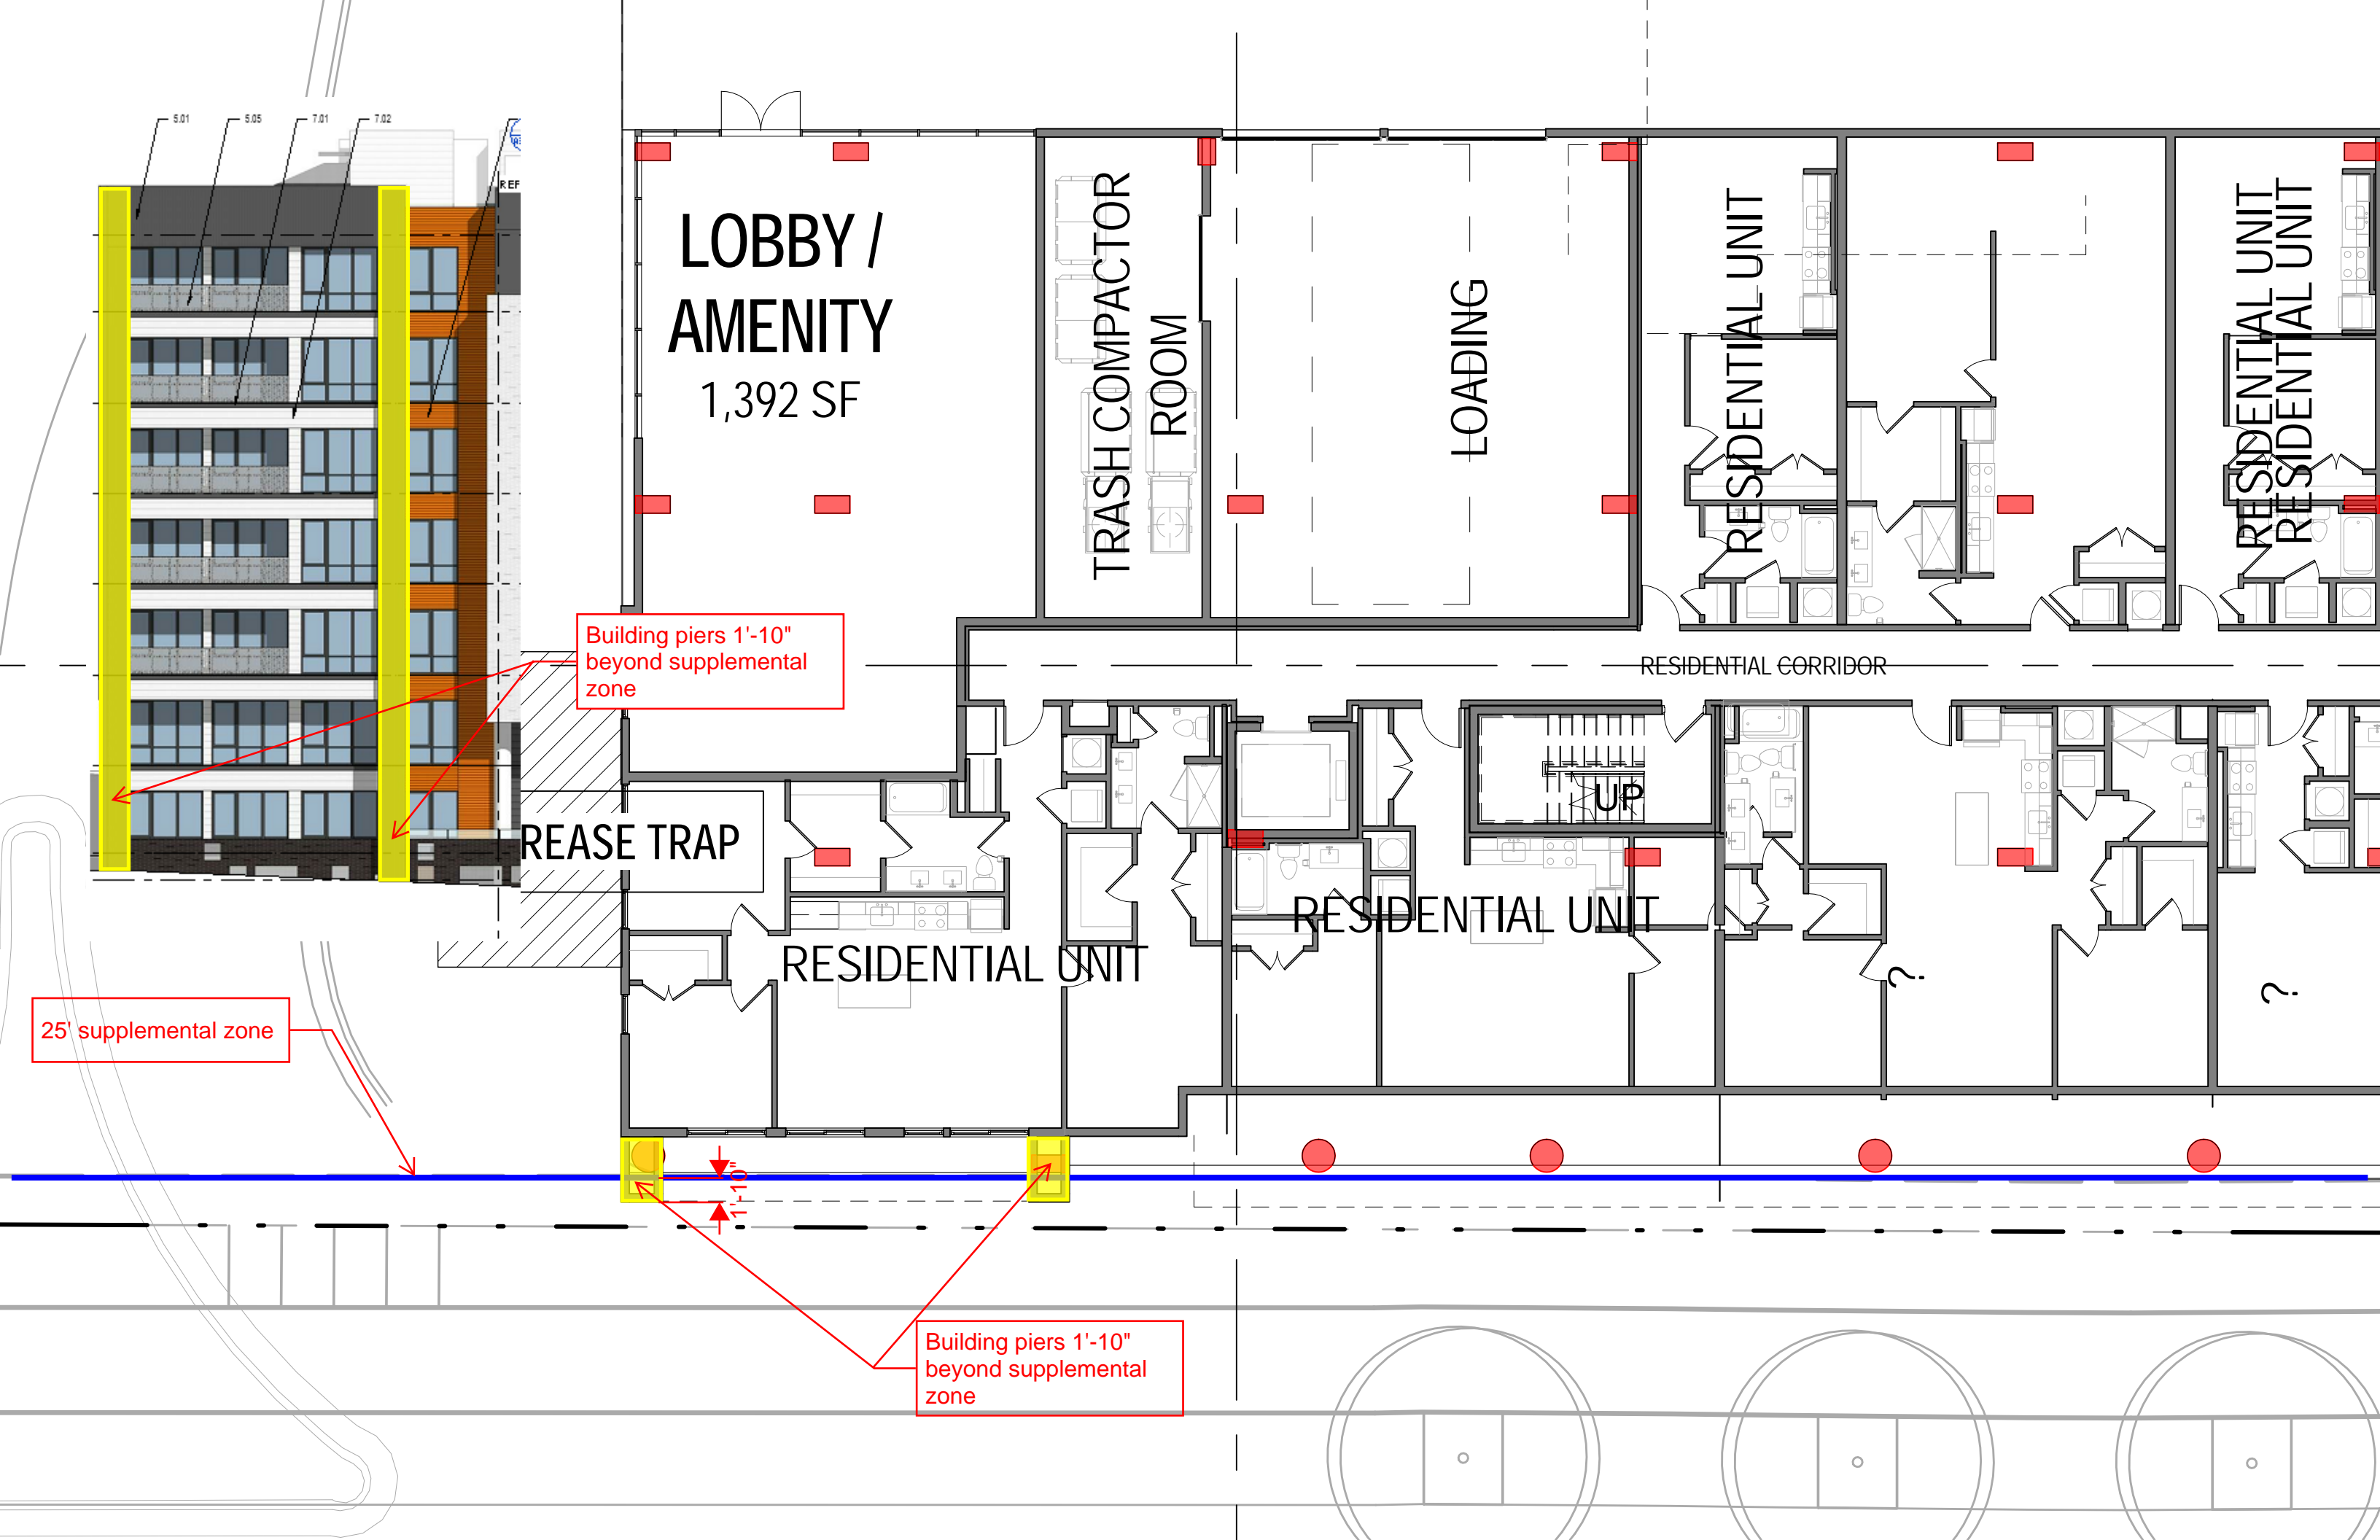 5.01
5.05
7.01
7.02
REF
LOBBY /
AMENITY
1,392 SF
TRASH COMPACTOR
ROOM
LOADING
RESIDENTIAL UNIT
RESIDENTIAL UNIT
RESIDENTIAL UNIT
Building piers 1'-10"
beyond supplemental
zone
RESIDENTIAL CORRIDOR
UP
REASE TRAP
RESIDENTIAL UNIT
RESIDENTIAL UNIT
?
?
25' supplemental zone
1'-10"
Building piers 1'-10"
beyond supplemental
zone